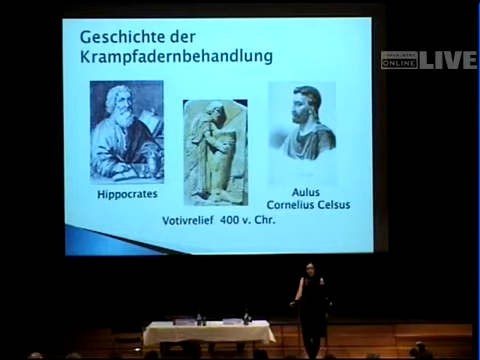 Geschichte der
Krampfadernbehandlung
ONLINE LIVE
Hippocrates
Aulus
Cornelius Celsus
Votivrelief 400 v. Chr.